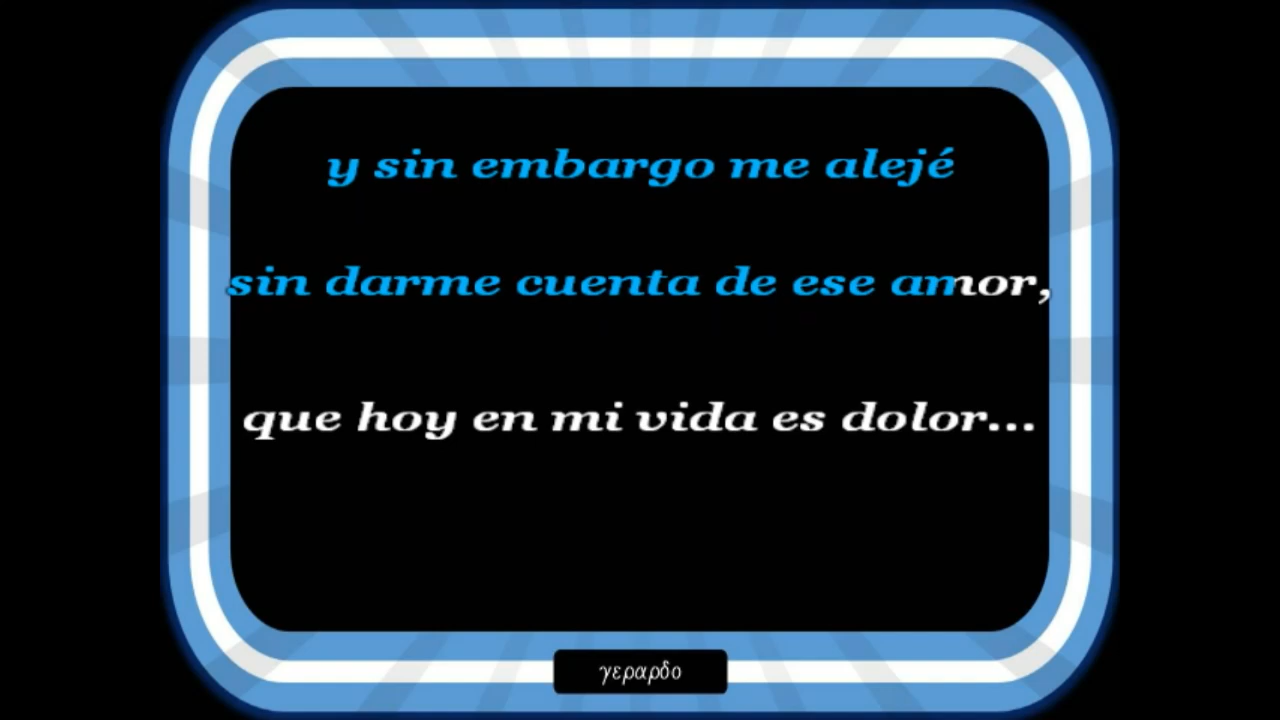 y sin embargo me alejé
sin darme cuenta de ese amor,
que hoy en mi vida es dolor...
γεραρδο